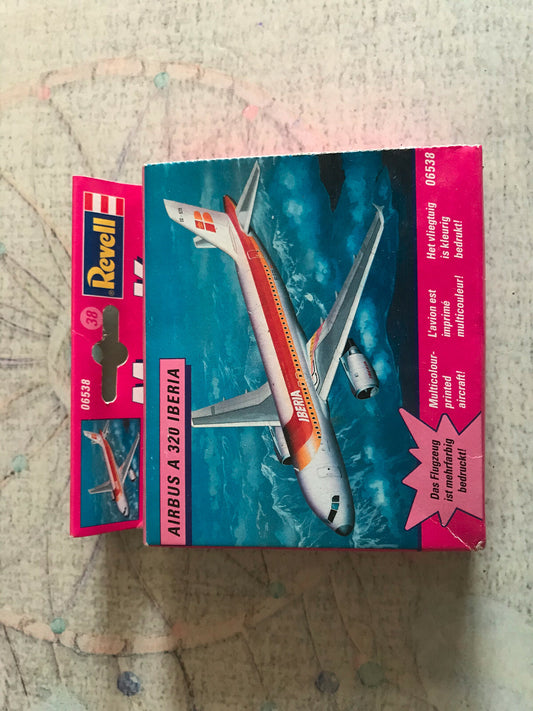 Revell
38
06538
AIRBUS A 320 IBERIA
IBERIA
Das Flugzeug
ist mehrfarbig
bedruckt!
Multicolour-
printed
aircraft!
L'avion est
imprimé
multicouleur!
Het vliegtuig
is kleurig
bedrukt!
06538